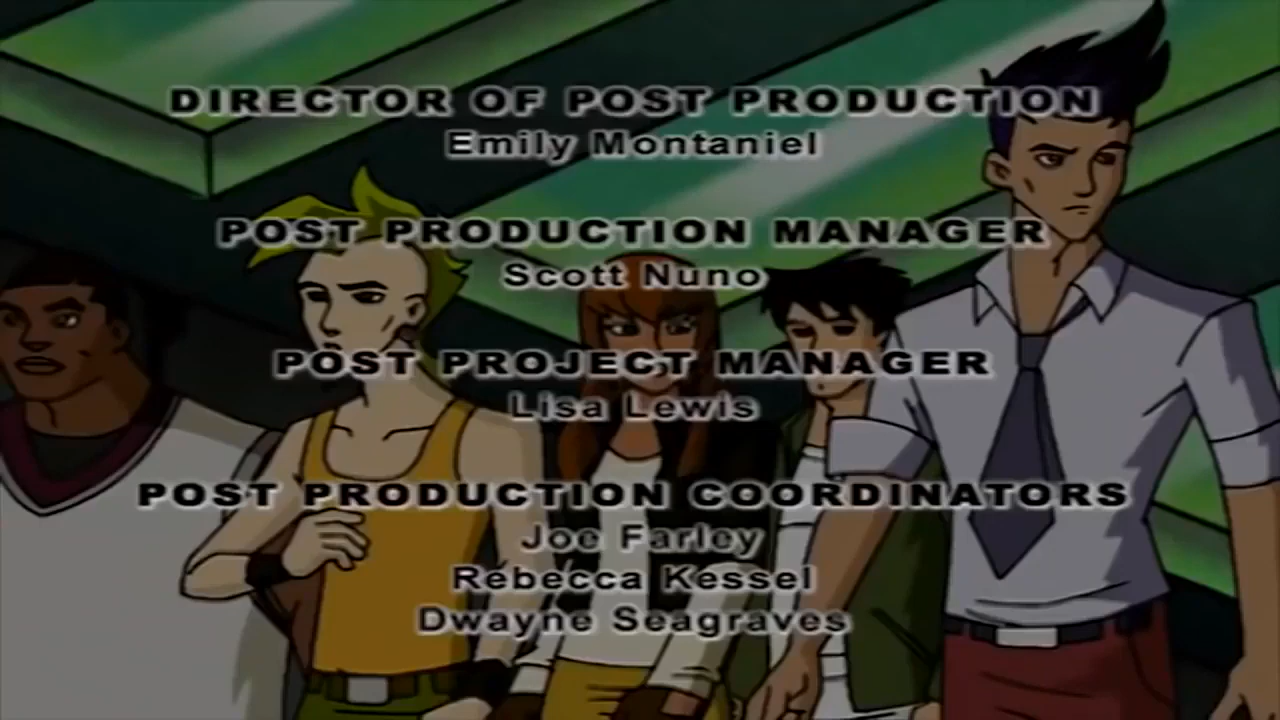 DIRECTOR OF POST PRODUCTION
Emily Montaniel
POST PRODUCTION MANAGER
Scott Nuno
POST PROJECT MANAGER
Lisa Lewis
POST PRODUCTION COORDINATORS
Joe Farley
Rebecca Kessel
Dwayne Seagraves